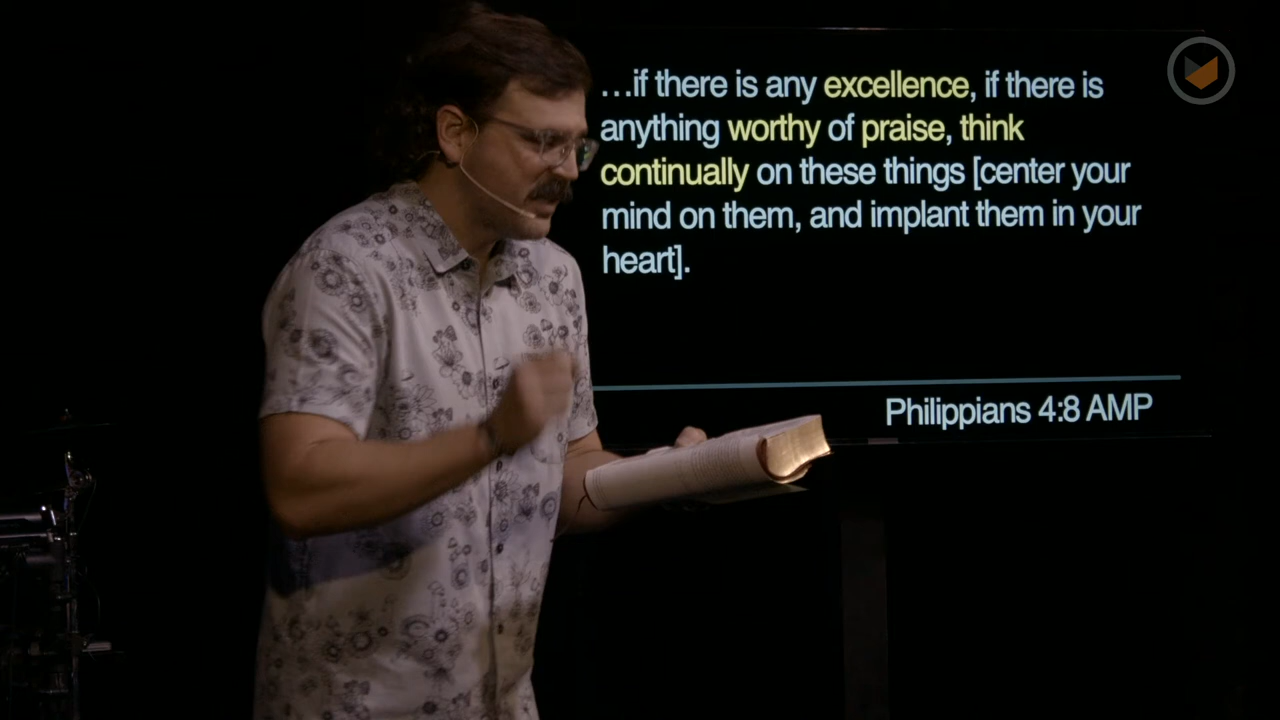 …if there is any excellence, if there is
anything worthy of praise, think
continually on these things [center your
mind on them, and implant them in your
heart].
Philippians 4:8 AMP